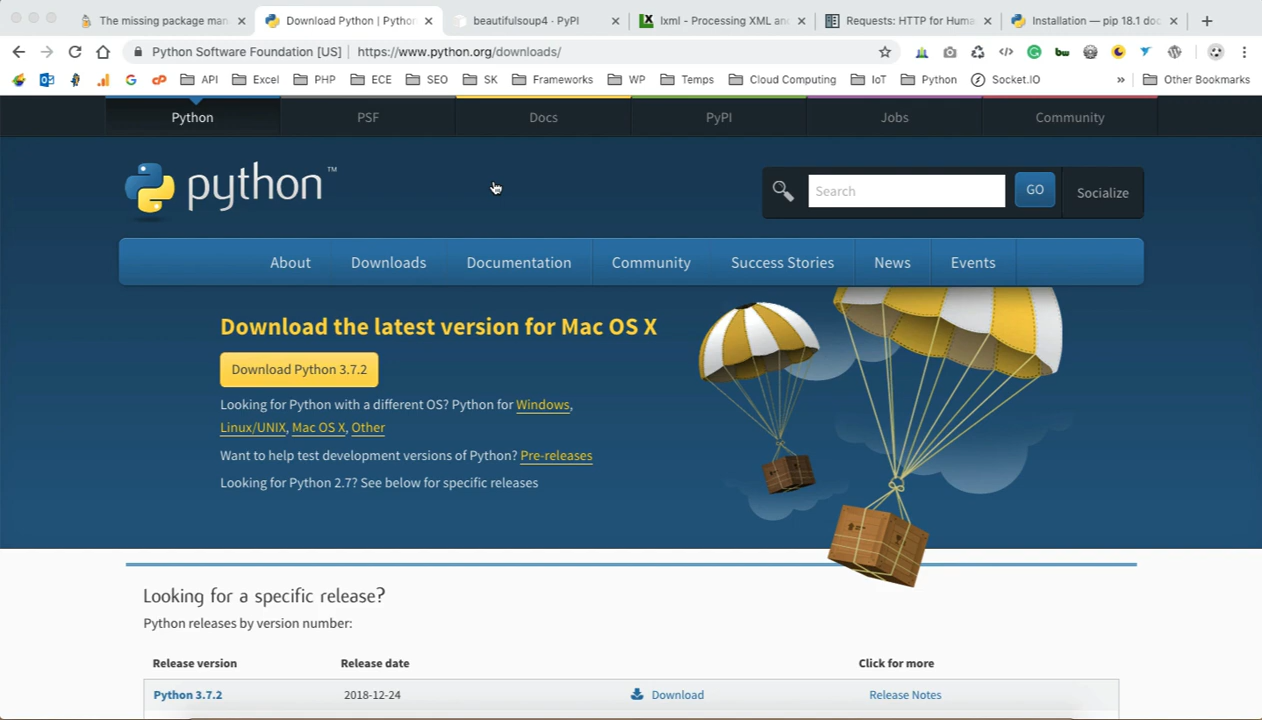 The missing package man
Download Python | Python
beautifulsoup4 · PyPI
lxml - Processing XML and
Requests: HTTP for Huma
Installation — pip 18.1 doc
Python Software Foundation [US]
https://www.python.org/downloads/
API
Excel
PHP
ECE
SEO
SK
Frameworks
WP
Temps
Cloud Computing
IoT
Python
Socket.IO
»
Other Bookmarks
Python
PSF
Docs
PyPI
Jobs
Community
python™
Search
GO
Socialize
About
Downloads
Documentation
Community
Success Stories
News
Events
Download the latest version for Mac OS X
Download Python 3.7.2
Looking for Python with a different OS? Python for Windows,
Linux/UNIX, Mac OS X, Other
Want to help test development versions of Python? Pre-releases
Looking for Python 2.7? See below for specific releases
Looking for a specific release?
Python releases by version number:
Release version
Release date
Click for more
Python 3.7.2
2018-12-24
Download
Release Notes